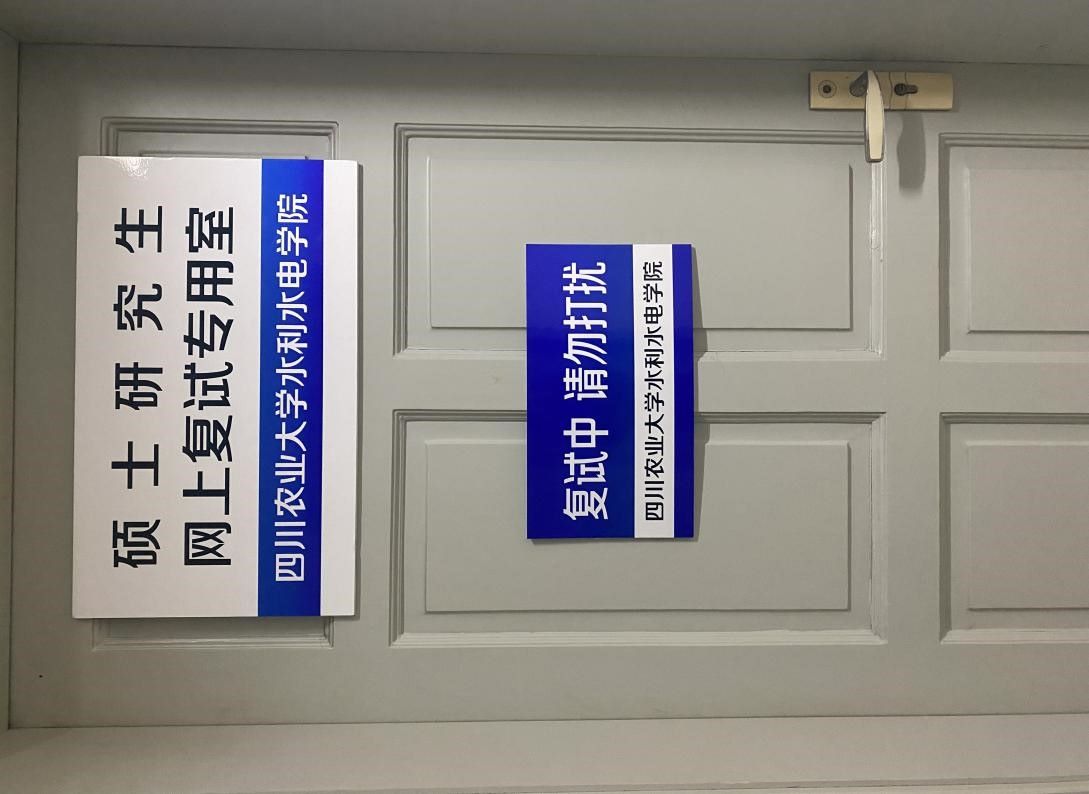 硕士研究生
网上复试专用室
四川农业大学水利水电学院
复试中 请勿打扰
四川农业大学水利水电学院